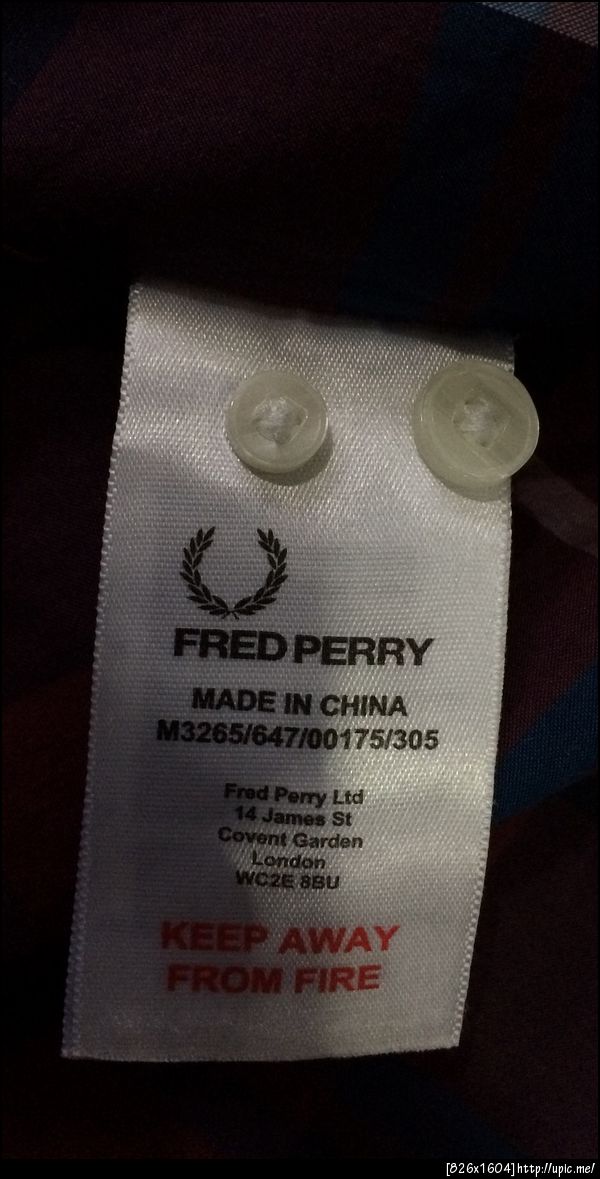 FRED PERRY
MADE IN CHINA
M3265/647/00175/305
Fred Perry Ltd
14 James St
Covent Garden
London
WC2E 8BU
KEEP AWAY
FROM FIRE
[826x1604]http://upic.me/